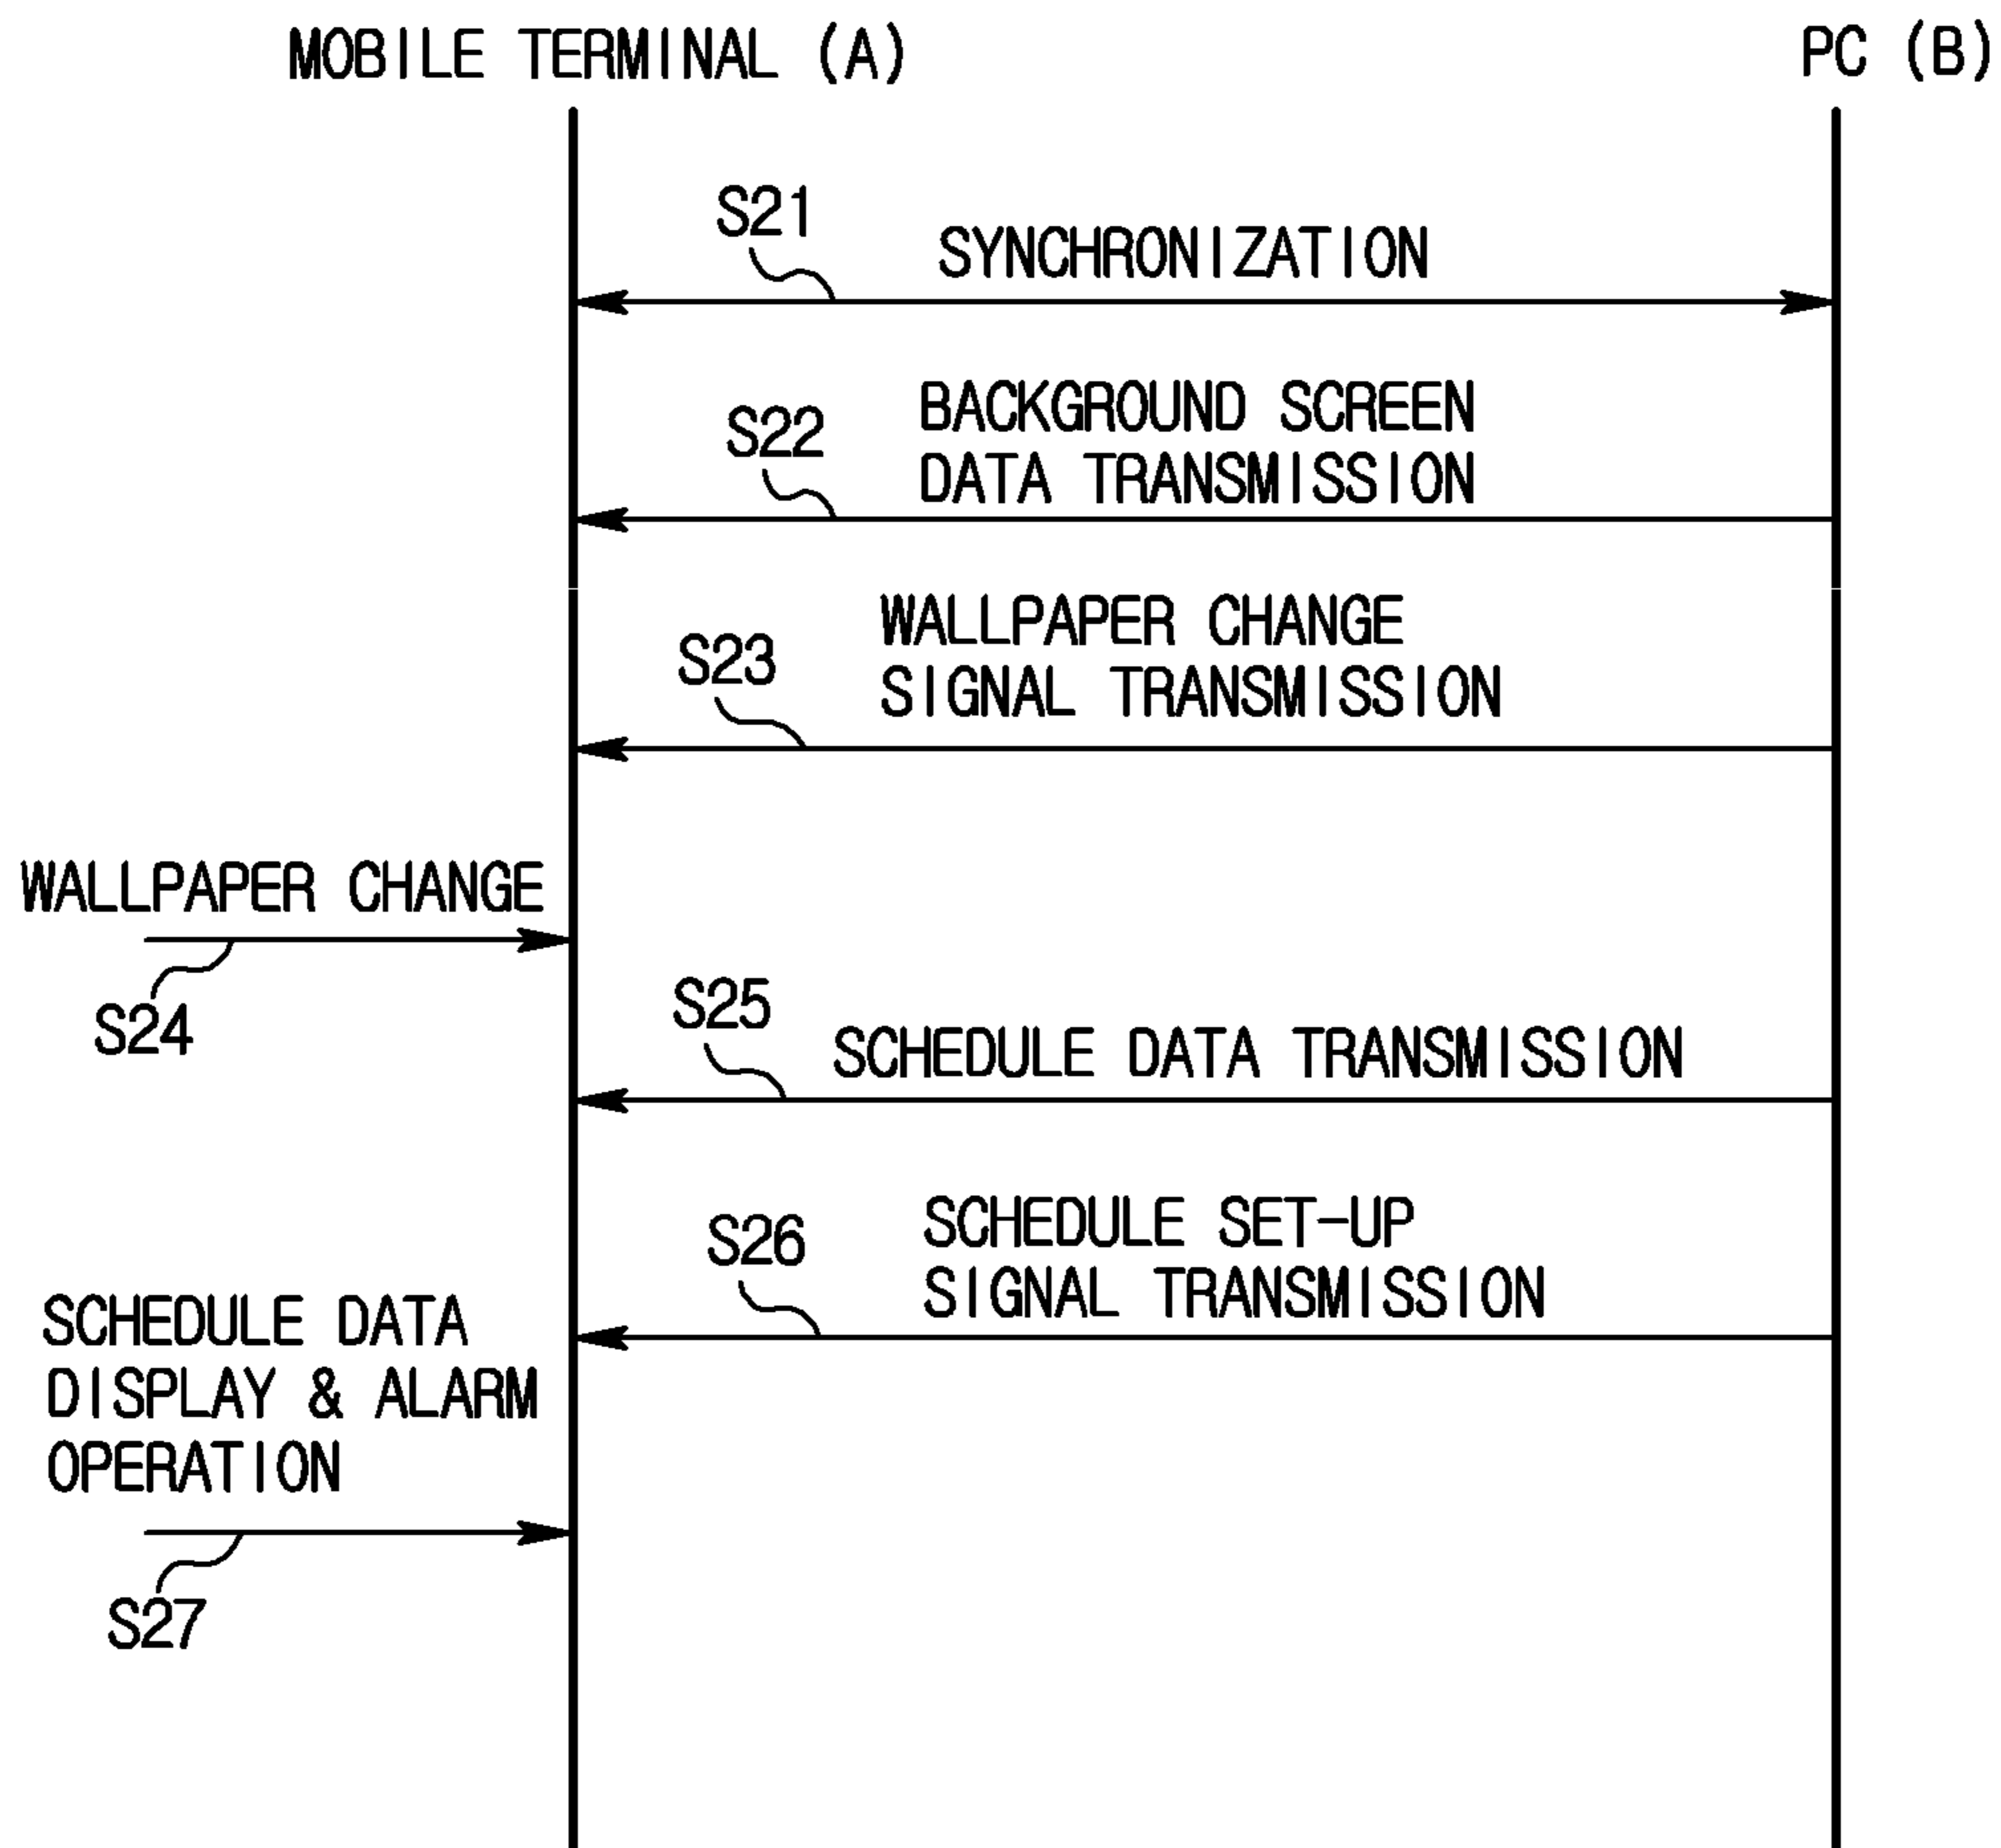 MOBILE TERMINAL (A)
PC (B)
S21
SYNCHRONIZATION
S22
BACKGROUND SCREEN
DATA TRANSMISSION
S23
WALLPAPER CHANGE
SIGNAL TRANSMISSION
WALLPAPER CHANGE
S24
S25
SCHEDULE DATA TRANSMISSION
S26
SCHEDULE SET-UP
SIGNAL TRANSMISSION
SCHEDULE DATA
DISPLAY & ALARM
OPERATION
S27